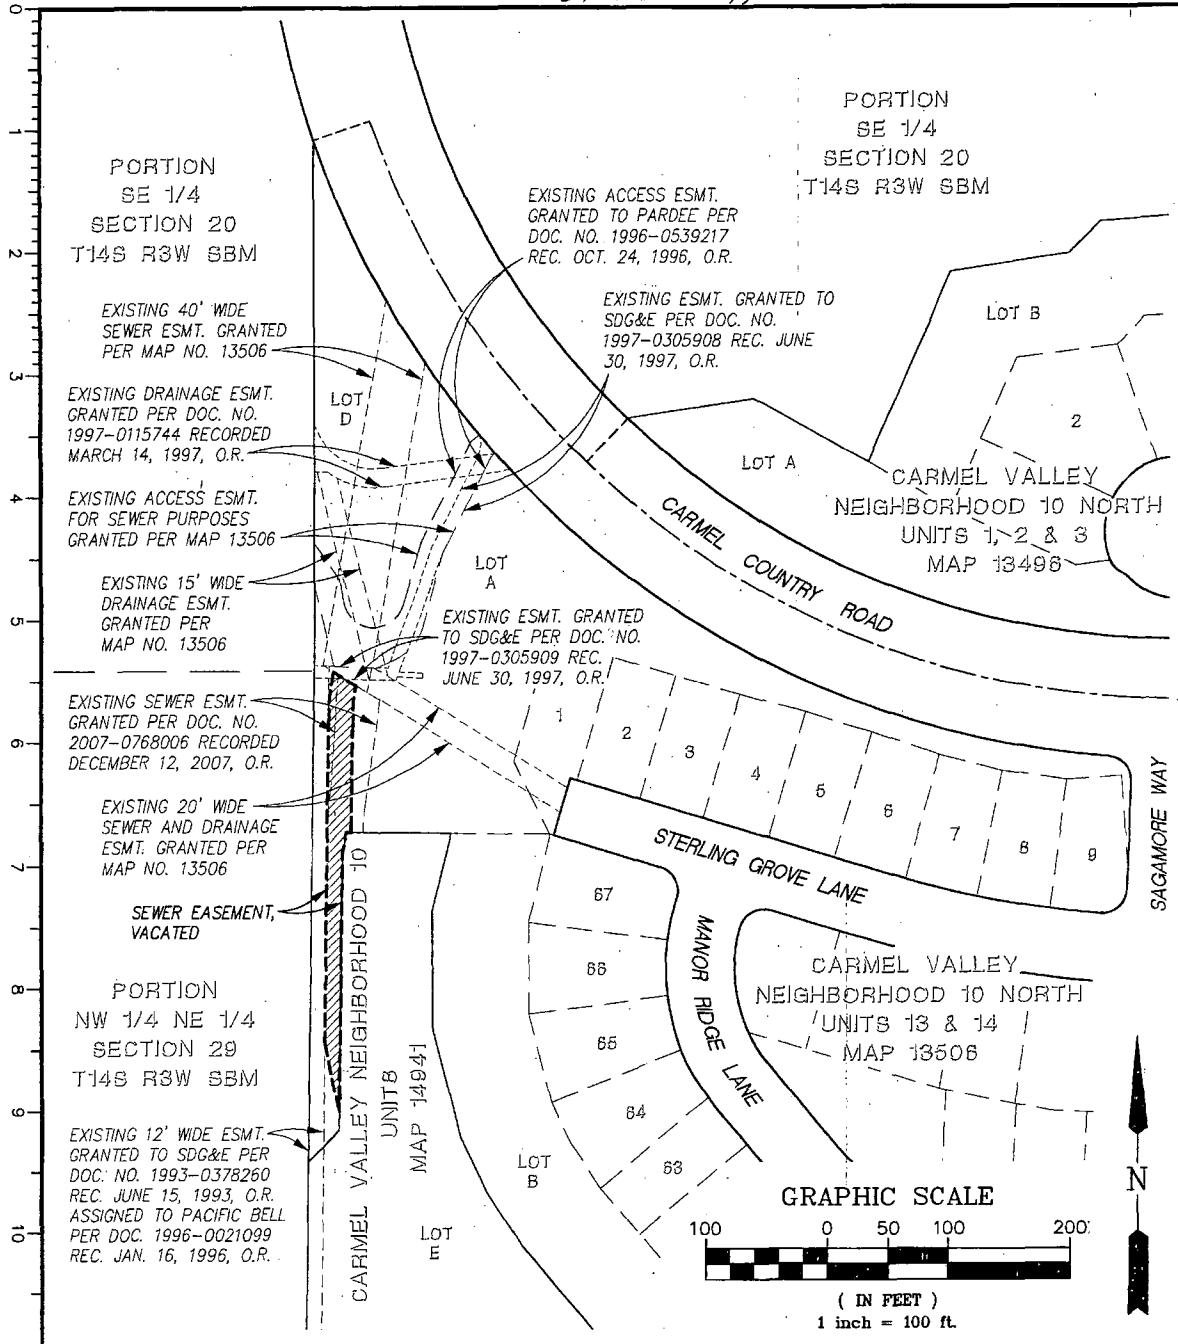 0
1
2
3
4
5
6
7
8
9
10
PORTION
SE 1/4
SECTION 20
T14S R3W SBM
PORTION
SE 1/4
SECTION 20
T14S R3W SBM
EXISTING ACCESS ESMT.
GRANTED TO PARDEE PER
DOC. NO. 1996-0539217
REC. OCT. 24, 1996, O.R.
EXISTING ESMT. GRANTED TO
SDG&E PER DOC. NO.
1997-0305908 REC. JUNE
30, 1997, O.R.
EXISTING 40' WIDE
SEWER ESMT. GRANTED
PER MAP NO. 13506
EXISTING DRAINAGE ESMT.
GRANTED PER DOC. NO.
1997-0115744 RECORDED
MARCH 14, 1997, O.R.
EXISTING ACCESS ESMT.
FOR SEWER PURPOSES
GRANTED PER MAP 13506
EXISTING 15' WIDE
DRAINAGE ESMT.
GRANTED PER
MAP NO. 13506
LOT
D
LOT B
2
LOT A
CARMEL VALLEY
NEIGHBORHOOD 10 NORTH
UNITS 1, 2 & 3
MAP 13496
CARMEL COUNTRY ROAD
LOT
A
EXISTING ESMT. GRANTED
TO SDG&E PER DOC. NO.
1997-0305909 REC.
JUNE 30, 1997, O.R.
EXISTING SEWER ESMT.
GRANTED PER DOC. NO.
2007-0768006 RECORDED
DECEMBER 12, 2007, O.R.
EXISTING 20' WIDE
SEWER AND DRAINAGE
ESMT. GRANTED PER
MAP NO. 13506
SEWER EASEMENT,
VACATED
1
2
3
4
5
6
7
8
9
STERLING GROVE LANE
SAGAMORE WAY
MANOR RIDGE LANE
67
66
65
64
63
CARMEL VALLEY
NEIGHBORHOOD 10 NORTH
UNITS 13 & 14
MAP 13506
PORTION
NW 1/4 NE 1/4
SECTION 29
T14S R3W SBM
CARMEL VALLEY NEIGHBORHOOD 10
UNIT8
MAP 14941
LOT
B
LOT
E
EXISTING 12' WIDE ESMT.
GRANTED TO SDG&E PER
DOC. NO. 1993-0378260
REC. JUNE 15, 1993, O.R.
ASSIGNED TO PACIFIC BELL
PER DOC. 1996-0021099
REC. JAN. 16, 1996, O.R.
N
GRAPHIC SCALE
100 0 50 100 200
( IN FEET )
1 inch = 100 ft.